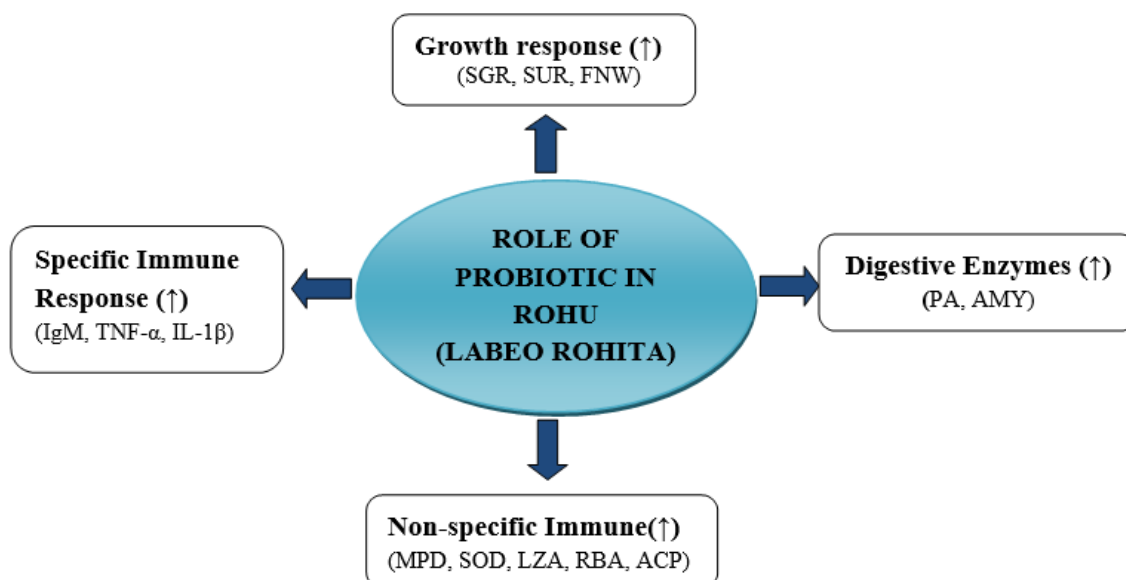 Growth response (↑)
(SGR, SUR, FNW)
Specific Immune
Response (↑)
(IgM, TNF-α, IL-1β)
ROLE OF
PROBIOTIC IN
ROHU
(LABEO ROHITA)
Digestive Enzymes (↑)
(PA, AMY)
Non-specific Immune(↑)
(MPD, SOD, LZA, RBA, ACP)